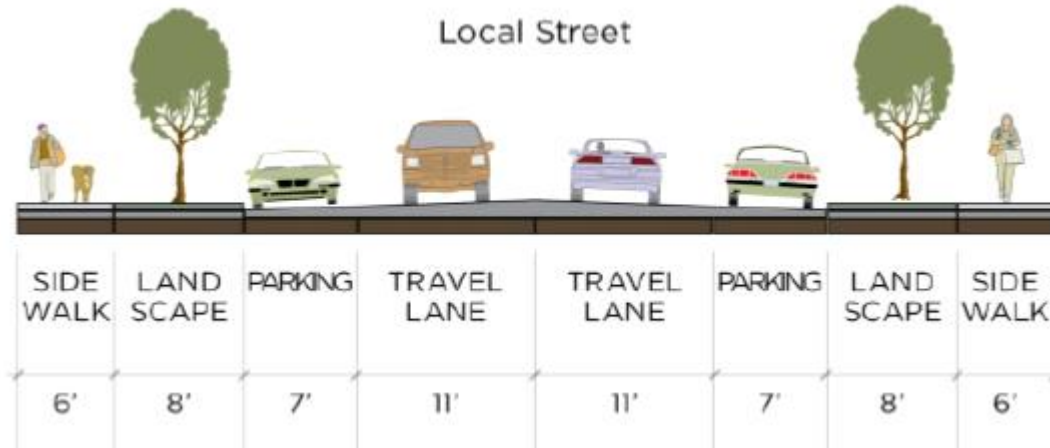 Local Street
SIDE LAND PARKING TRAVEL TRAVEL PARKING LAND SIDE
WALK SCAPE LANE LANE SCAPE WALK
6' 8' 7' 11' 11' 7' 8' 6'